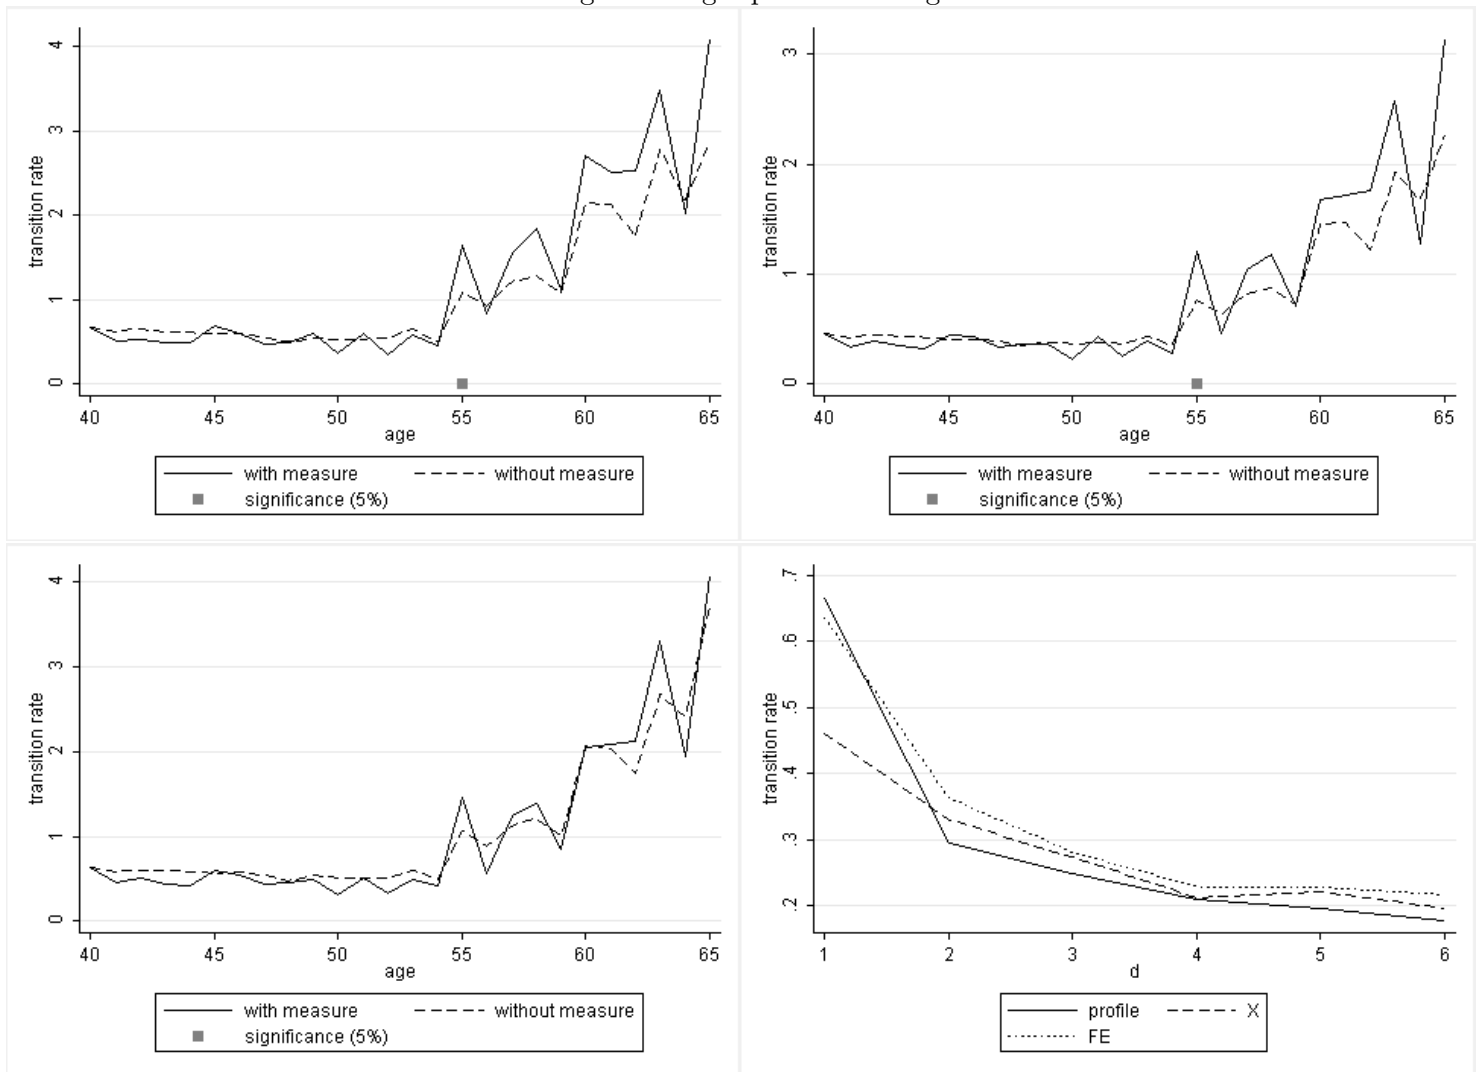 transition rate
4
3
2
1
0
40 45 50 55 60 65
age
with measure without measure
significance (5%)
transition rate
3
2
1
0
40 45 50 55 60 65
age
with measure without measure
significance (5%)
transition rate
4
3
2
1
0
40 45 50 55 60 65
age
with measure without measure
significance (5%)
transition rate
.7
.6
.5
.4
.3
.2
1 2 3 4 5 6
d
profile X
FE